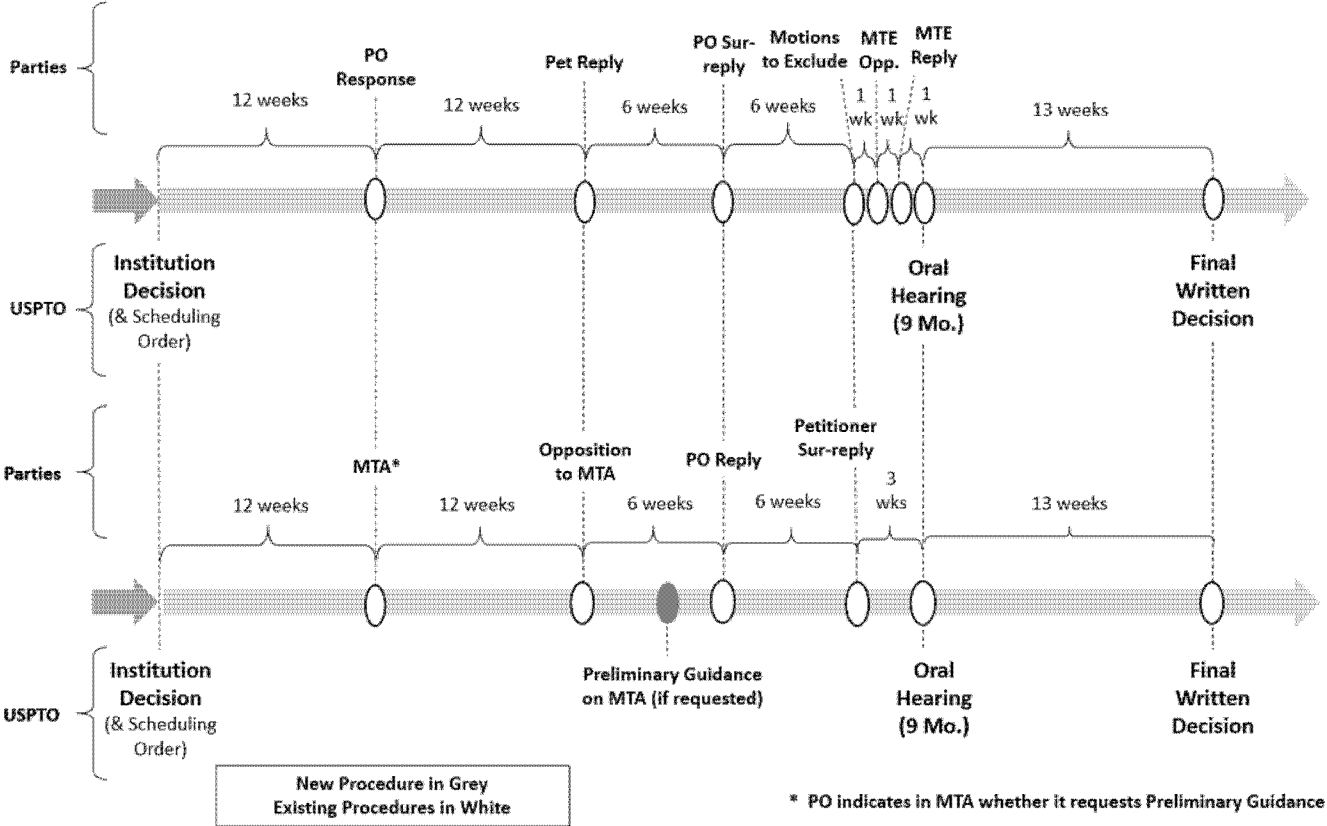 Parties
PO
Response
Pet Reply
PO Sur-
reply
Motions
to Exclude
MTE
Opp.
MTE
Reply
12 weeks
12 weeks
6 weeks
6 weeks
1
wk
1
wk
1
wk
13 weeks
USPTO
Institution
Decision
(& Scheduling
Order)
Oral
Hearing
(9 Mo.)
Final
Written
Decision
Parties
MTA*
Opposition
to MTA
PO Reply
Petitioner
Sur-reply
12 weeks
12 weeks
6 weeks
6 weeks
3
wks
13 weeks
USPTO
Institution
Decision
(& Scheduling
Order)
Preliminary Guidance
on MTA (if requested)
Oral
Hearing
(9 Mo.)
Final
Written
Decision
New Procedure in Grey
Existing Procedures in White
* PO indicates in MTA whether it requests Preliminary Guidance